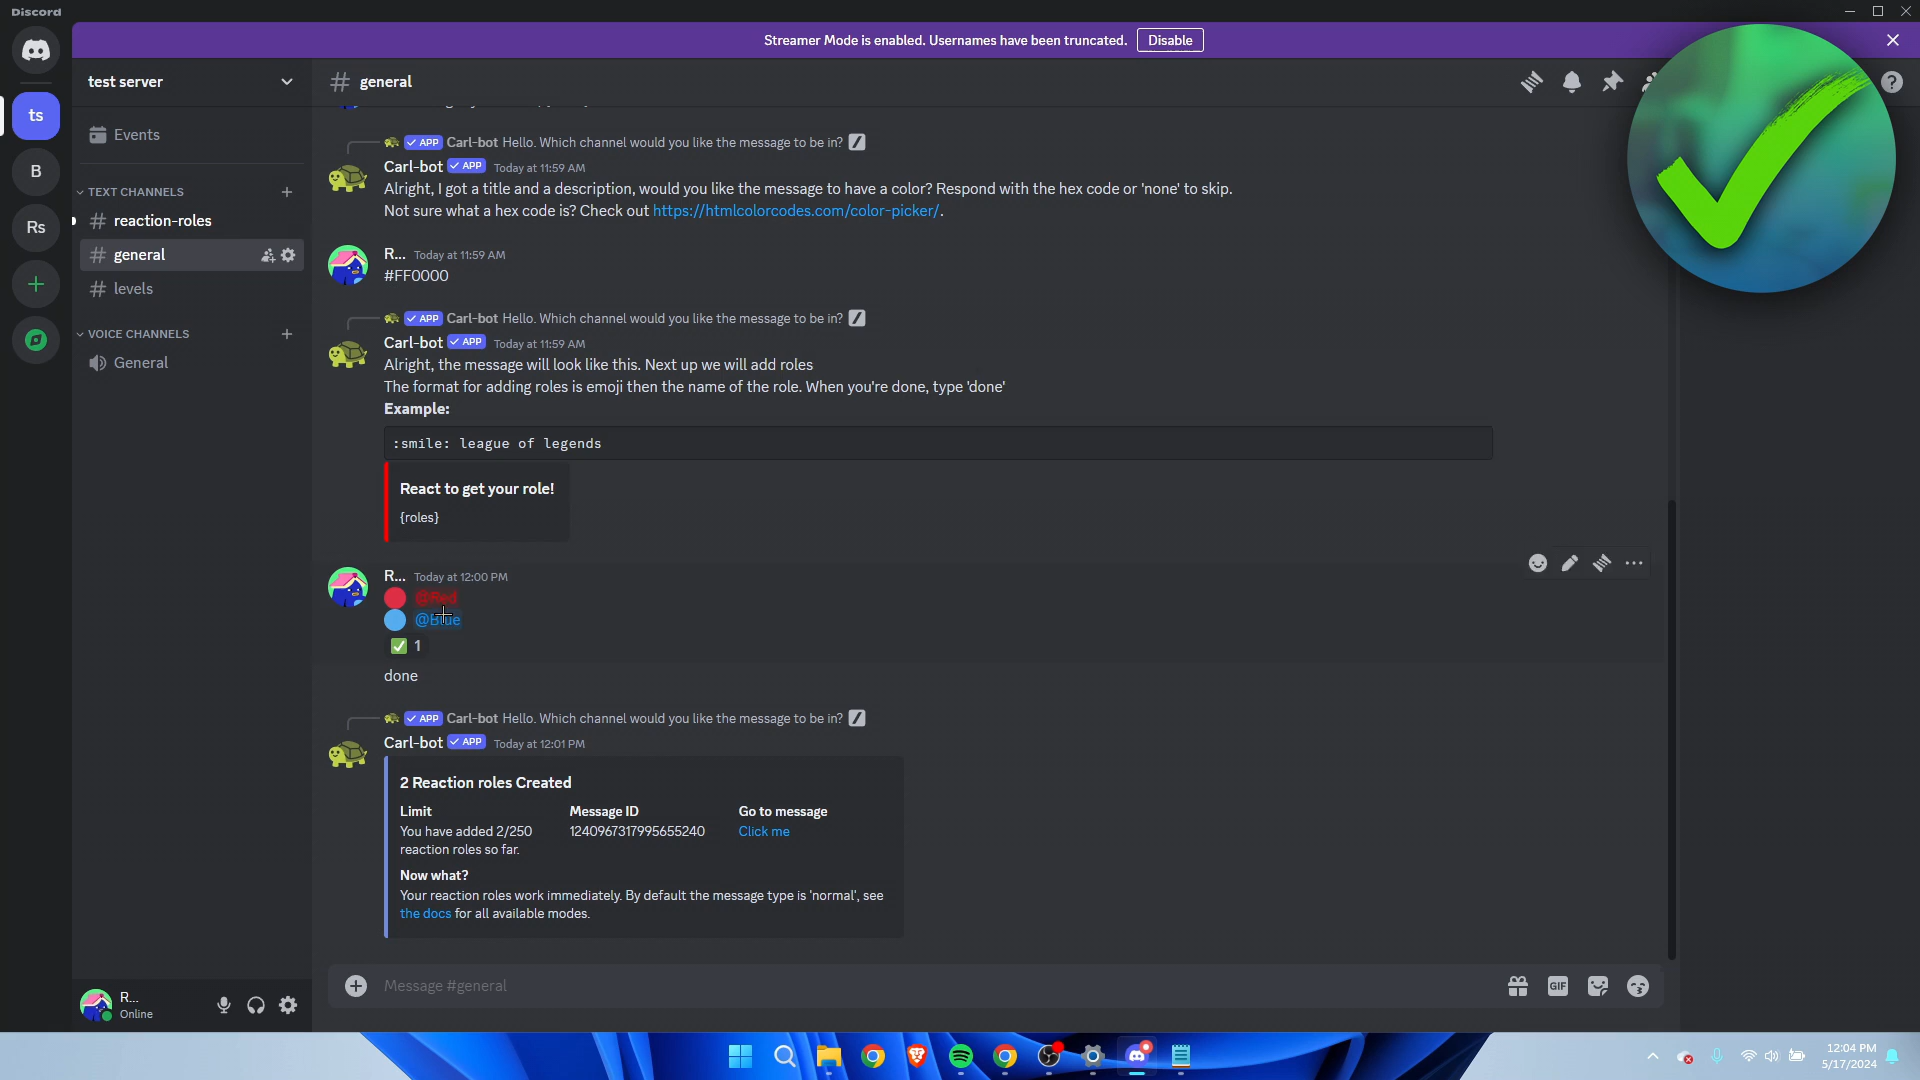 Discord
Streamer Mode is enabled. Usernames have been truncated. Disable
test server
# general
ts
Events
B
TEXT CHANNELS
# reaction-roles
Rs
# general
# levels
VOICE CHANNELS
General
APP Carl-bot Hello. Which channel would you like the message to be in?
Carl-bot APP Today at 11:59 AM
Alright, I got a title and a description, would you like the message to have a color? Respond with the hex code or 'none' to skip.
Not sure what a hex code is? Check out https://htmlcolorcodes.com/color-picker/.
R... Today at 11:59 AM
#FF0000
APP Carl-bot Hello. Which channel would you like the message to be in?
Carl-bot APP Today at 11:59 AM
Alright, the message will look like this. Next up we will add roles
The format for adding roles is emoji then the name of the role. When you're done, type 'done'
Example:
:smile: league of legends
React to get your role!
{roles}
R... Today at 12:00 PM
@Red
@Blue
1
done
APP Carl-bot Hello. Which channel would you like the message to be in?
Carl-bot APP Today at 12:01 PM
2 Reaction roles Created
Limit Message ID Go to message
You have added 2/250 1240967317995655240 Click me
reaction roles so far.
Now what?
Your reaction roles work immediately. By default the message type is 'normal', see
the docs for all available modes.
Message #general
GIF
R...
Online
12:04 PM
5/17/2024